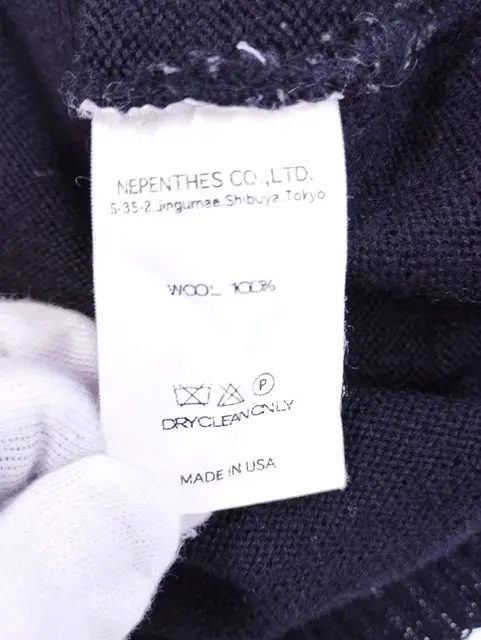 NEPENTHES CO.,LTD.
5-35-2.Jingumae.Shibuya.Tokyo
WOOL 100%
P
DRYCLEAN ONLY
MADE IN USA